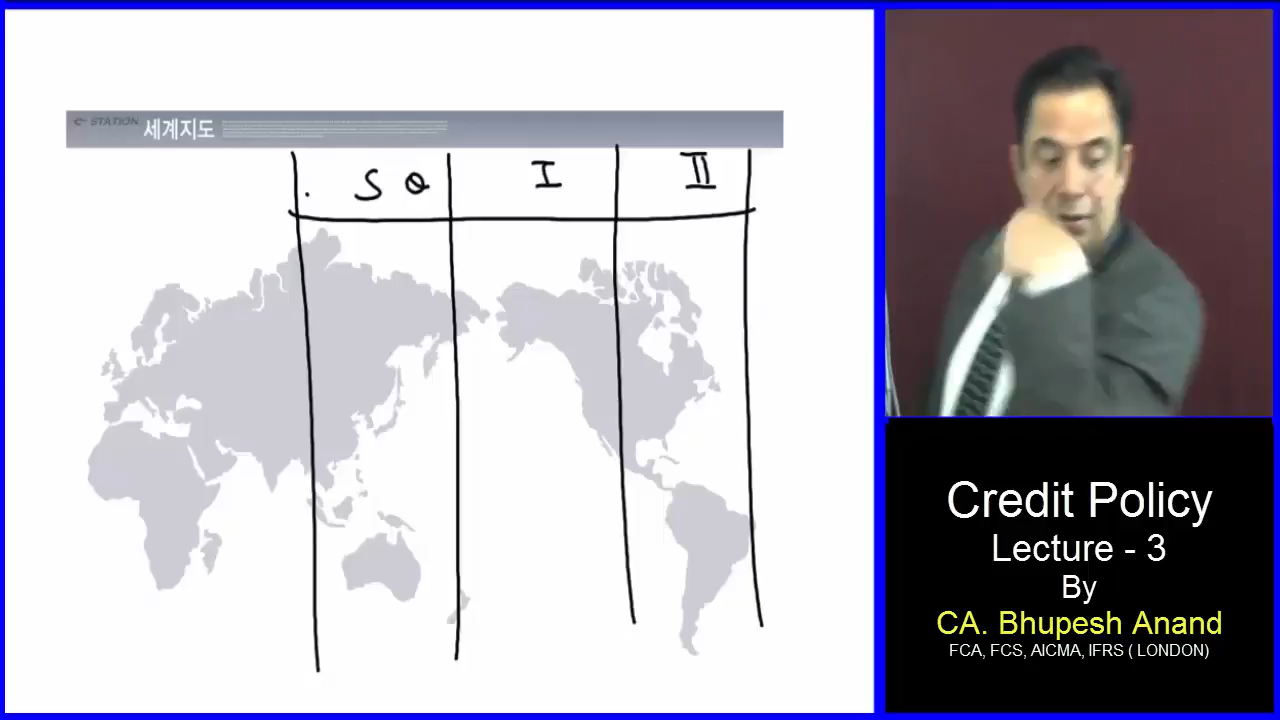 e-STATION 세계지도
SQ I II
Credit Policy
Lecture - 3
By
CA. Bhupesh Anand
FCA, FCS, AICMA, IFRS ( LONDON)